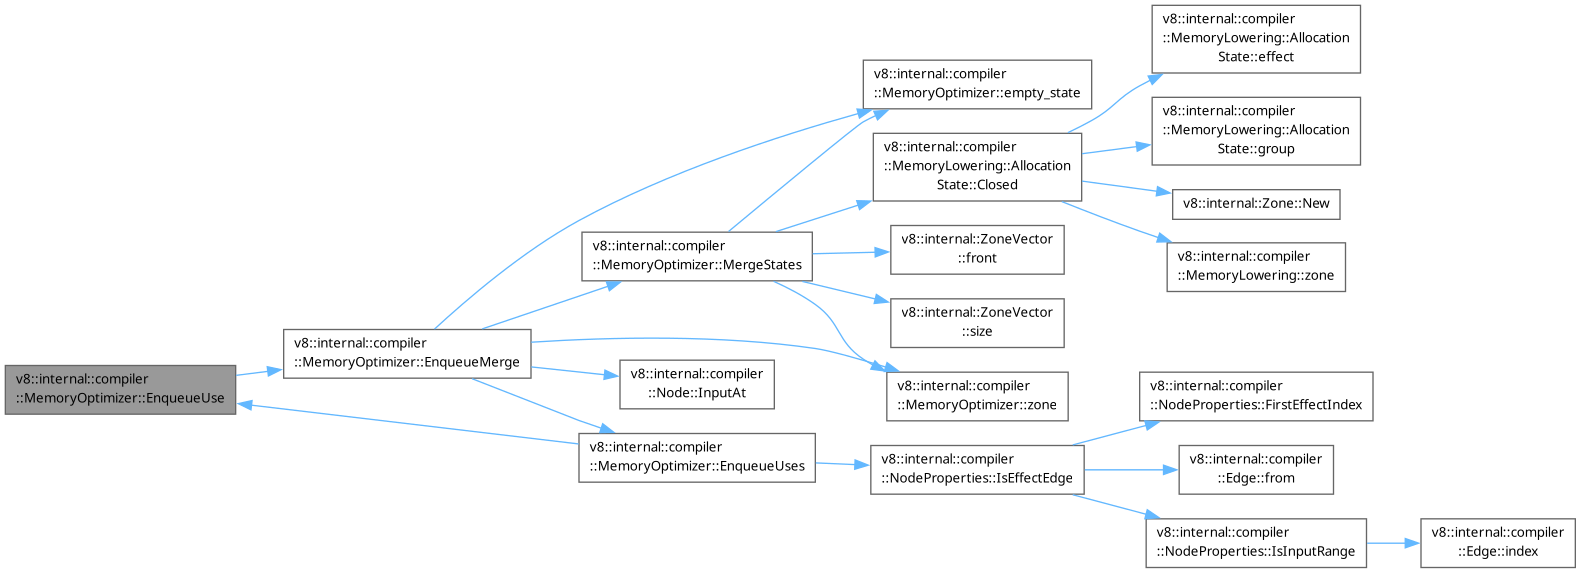 v8::internal::compiler
::MemoryOptimizer::EnqueueUse
v8::internal::compiler
::MemoryOptimizer::EnqueueMerge
v8::internal::compiler
::MemoryOptimizer::MergeStates
v8::internal::compiler
::Node::InputAt
v8::internal::compiler
::MemoryOptimizer::EnqueueUses
v8::internal::compiler
::MemoryOptimizer::empty_state
v8::internal::compiler
::MemoryLowering::Allocation
State::Closed
v8::internal::ZoneVector
::front
v8::internal::ZoneVector
::size
v8::internal::compiler
::MemoryOptimizer::zone
v8::internal::compiler
::NodeProperties::IsEffectEdge
v8::internal::compiler
::MemoryLowering::Allocation
State::effect
v8::internal::compiler
::MemoryLowering::Allocation
State::group
v8::internal::Zone::New
v8::internal::compiler
::MemoryLowering::zone
v8::internal::compiler
::NodeProperties::FirstEffectIndex
v8::internal::compiler
::Edge::from
v8::internal::compiler
::NodeProperties::IsInputRange
v8::internal::compiler
::Edge::index